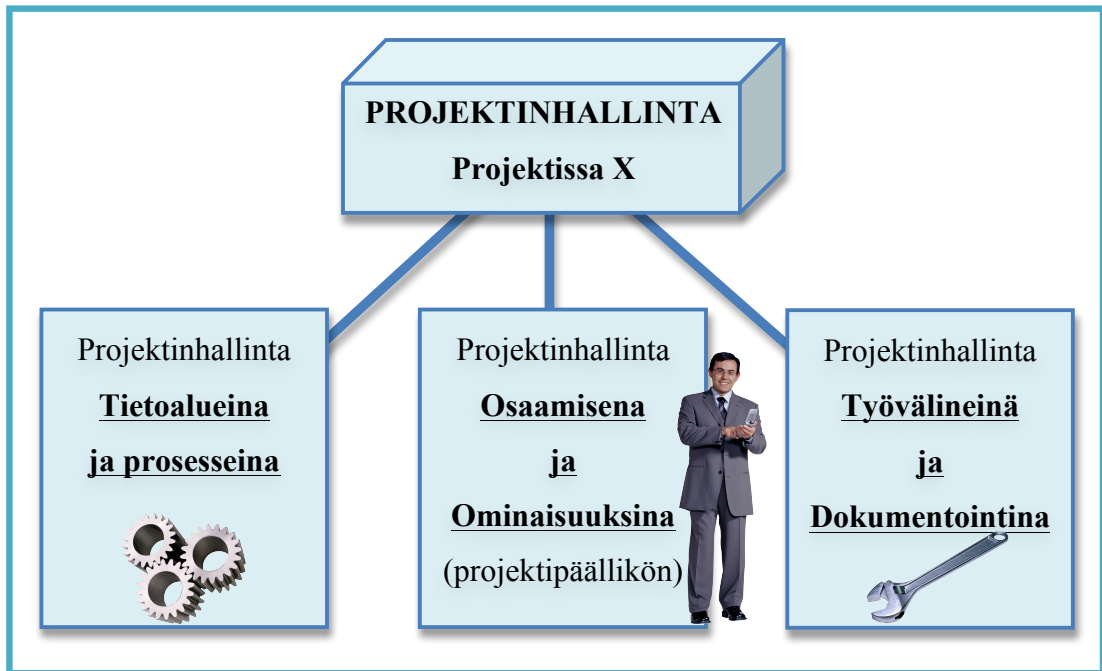 PROJEKTINHALLINTA
Projektissa X
Projektinhallinta
Tietoalueina
ja prosesseina
Projektinhallinta
Osaamisena
ja
Ominaisuuksina
(projektipäällikön)
Projektinhallinta
Työvälineinä
ja
Dokumentointina